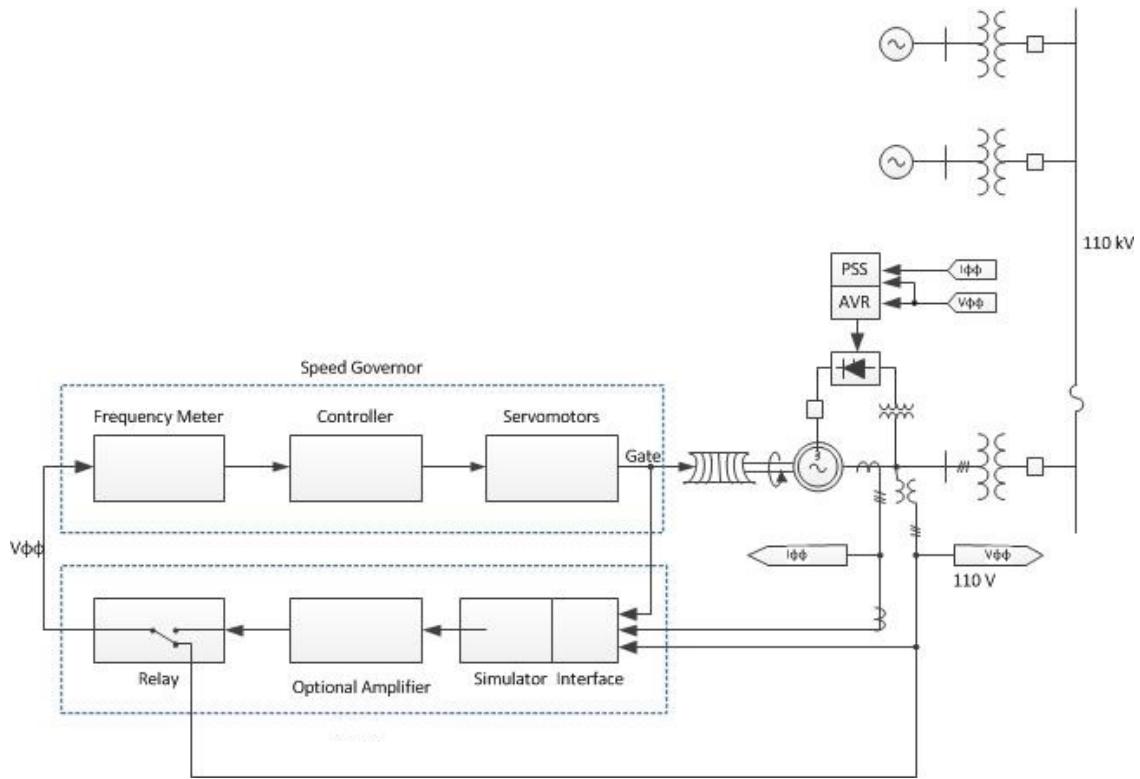 110 kV
PSS
Iϕϕ
AVR
Vϕϕ
Speed Governor
Frequency Meter
Controller
Servomotors
Gate
Vϕϕ
Iϕϕ
Vϕϕ
110 V
Relay
Optional Amplifier
Simulator
Interface